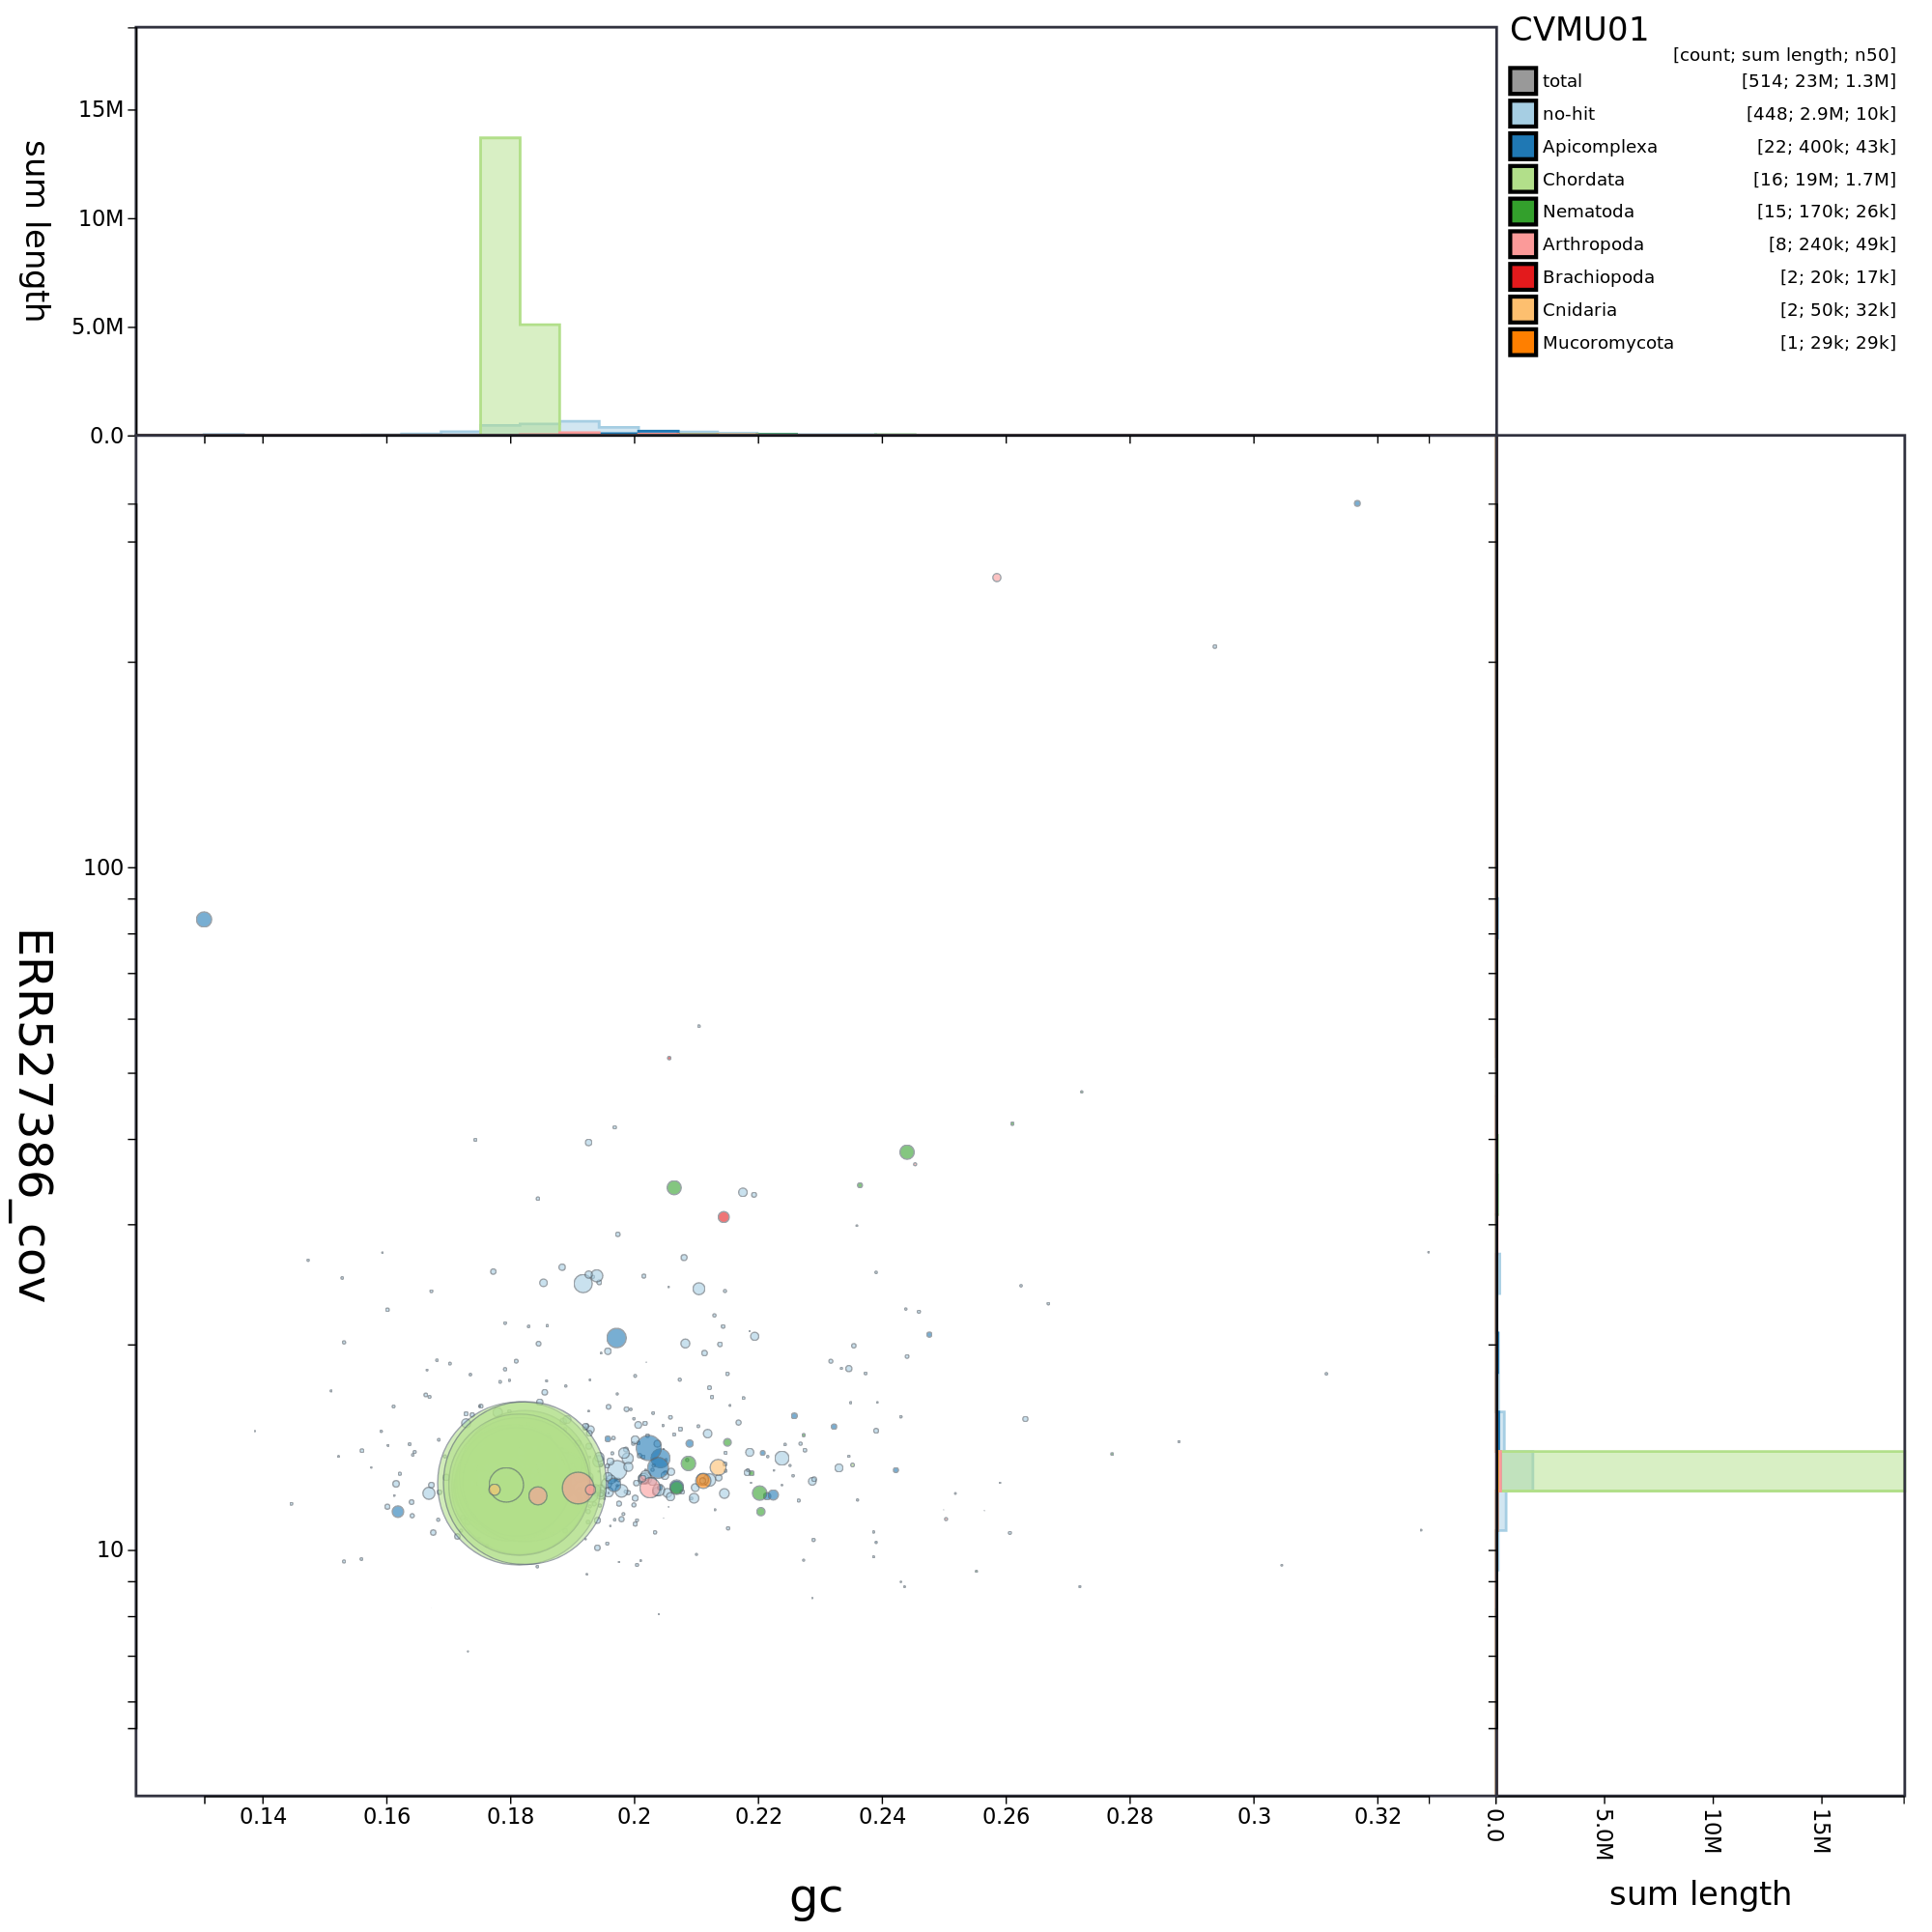 CVMU01
[count; sum length; n50]
total [514; 23M; 1.3M]
no-hit [448; 2.9M; 10k]
Apicomplexa [22; 400k; 43k]
Chordata [16; 19M; 1.7M]
Nematoda [15; 170k; 26k]
Arthropoda [8; 240k; 49k]
Brachiopoda [2; 20k; 17k]
Cnidaria [2; 50k; 32k]
Mucoromycota [1; 29k; 29k]
sum length
15M
10M
5.0M
0.0
ERR527386_cov
100
10
0.14 0.16 0.18 0.2 0.22 0.24 0.26 0.28 0.3 0.32
gc
0.0 5.0M 10M 15M
sum length